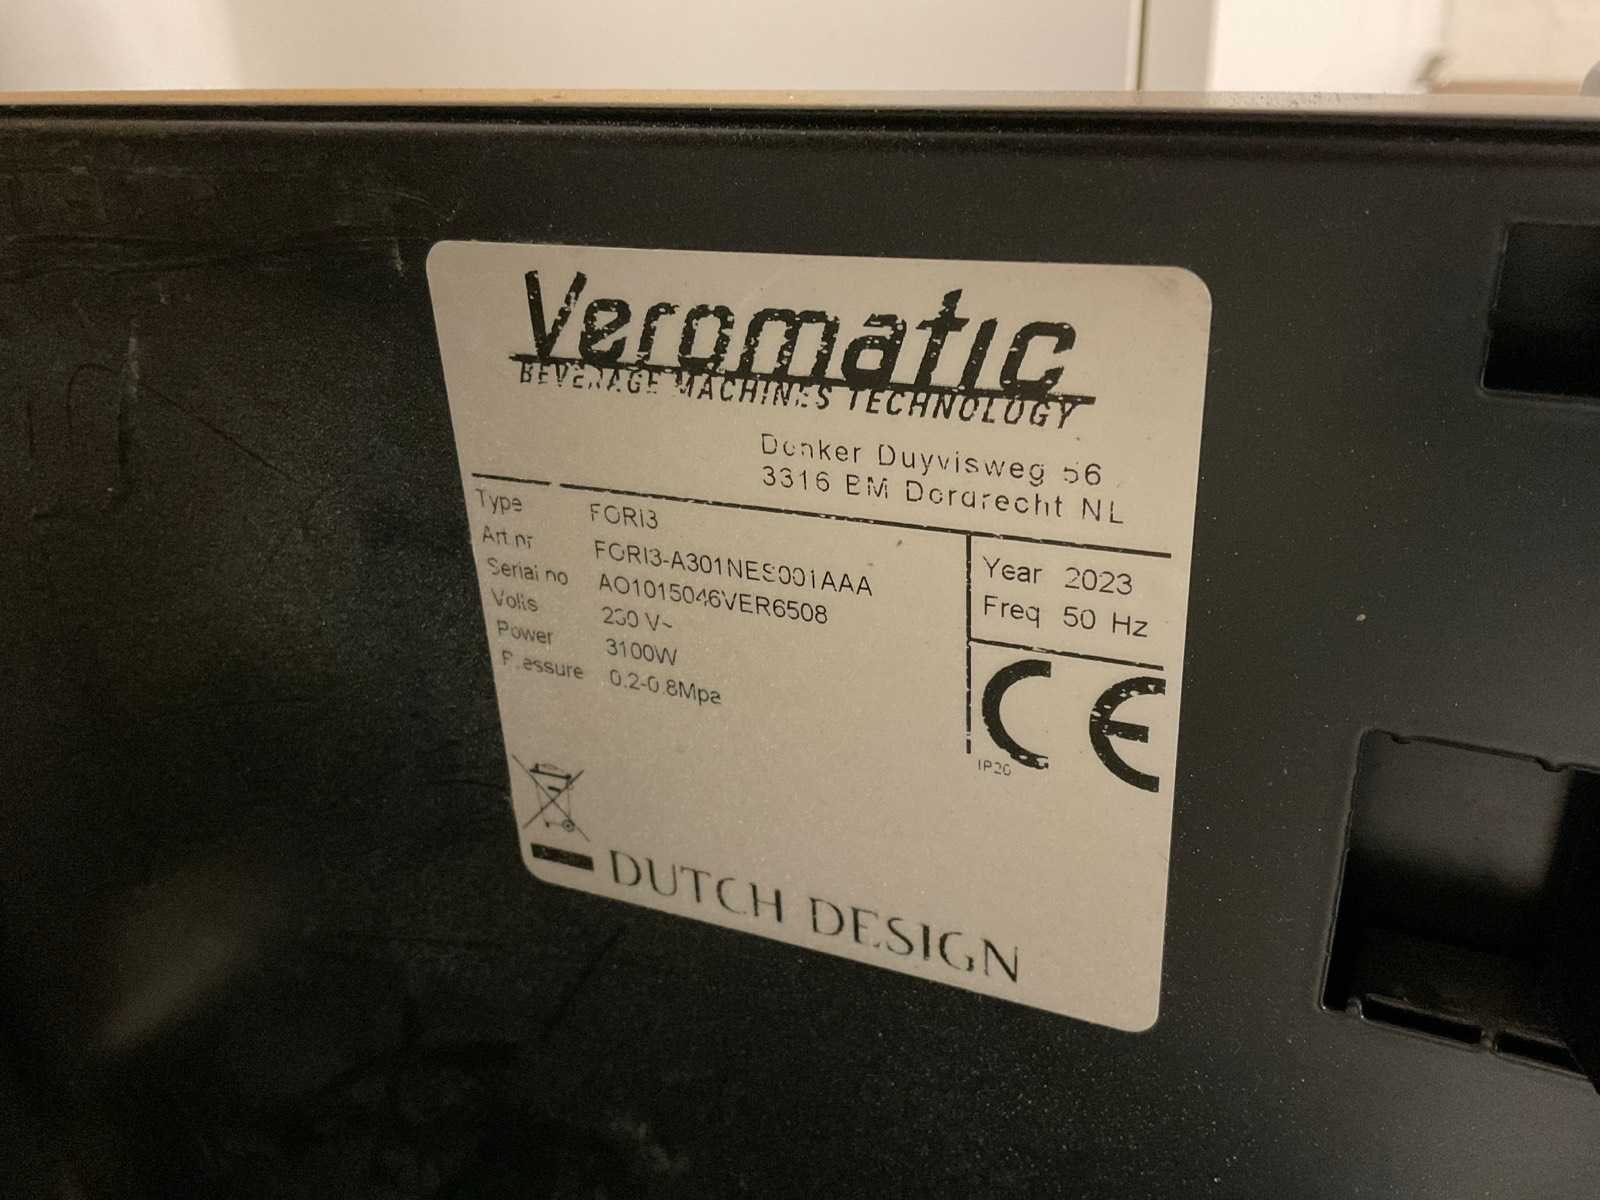 Veromatic
BEVERAGE MACHINES TECHNOLOGY
Donker Duyvisweg 56
3316 BM Dordrecht NL
Type FORI3
Art nr FORI3-A301NES001AAA
Serial no AO1015046VER6508
Volts 230 V~
Power 3100W
Pressure 0.2-0.8Mpa
Year 2023
Freq 50 Hz
CE
IP20
DUTCH DESIGN